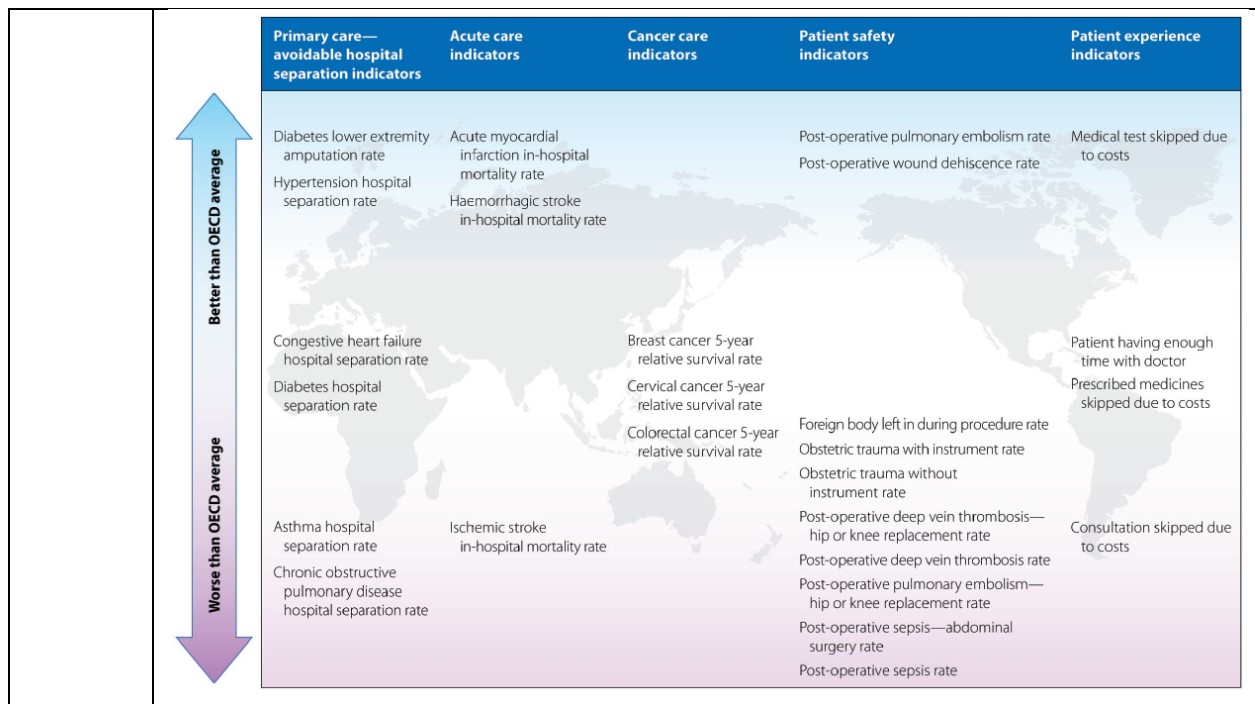 Primary care—
avoidable hospital
separation indicators
Acute care
indicators
Cancer care
indicators
Patient safety
indicators
Patient experience
indicators
Better than OECD average
Worse than OECD average
Diabetes lower extremity
amputation rate
Hypertension hospital
separation rate
Acute myocardial
infarction in-hospital
mortality rate
Haemorrhagic stroke
in-hospital mortality rate
Post-operative pulmonary embolism rate
Post-operative wound dehiscence rate
Medical test skipped due
to costs
Congestive heart failure
hospital separation rate
Diabetes hospital
separation rate
Breast cancer 5-year
relative survival rate
Cervical cancer 5-year
relative survival rate
Colorectal cancer 5-year
relative survival rate
Patient having enough
time with doctor
Prescribed medicines
skipped due to costs
Foreign body left in during procedure rate
Obstetric trauma with instrument rate
Obstetric trauma without
instrument rate
Post-operative deep vein thrombosis—
hip or knee replacement rate
Post-operative deep vein thrombosis rate
Post-operative pulmonary embolism—
hip or knee replacement rate
Post-operative sepsis—abdominal
surgery rate
Post-operative sepsis rate
Asthma hospital
separation rate
Chronic obstructive
pulmonary disease
hospital separation rate
Ischemic stroke
in-hospital mortality rate
Consultation skipped due
to costs